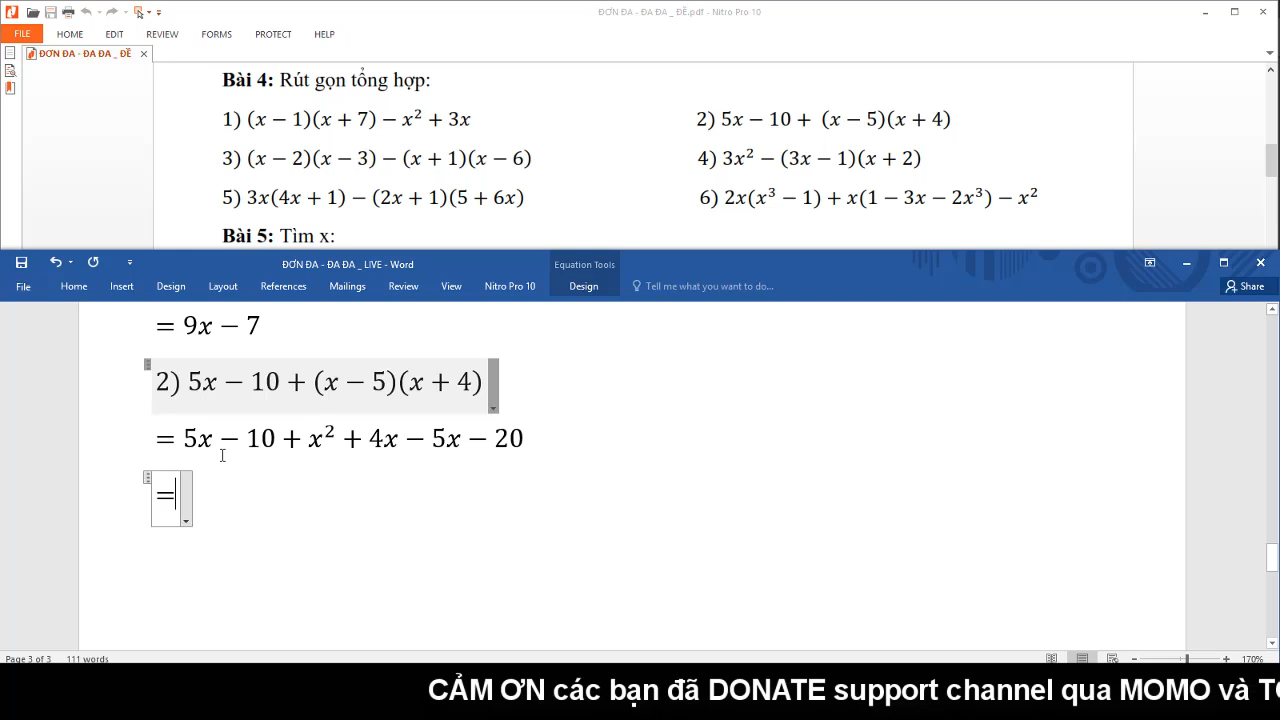 ĐƠN ĐA - ĐA ĐA _ ĐỀ.pdf - Nitro Pro 10
FILE HOME EDIT REVIEW FORMS PROTECT HELP
ĐƠN ĐA - ĐA ĐA _ ĐỀ
Bài 4: Rút gọn tổng hợp:
1) (x − 1)(x + 7) − x² + 3x 2) 5x − 10 + (x − 5)(x + 4)
3) (x − 2)(x − 3) − (x + 1)(x − 6) 4) 3x² − (3x − 1)(x + 2)
5) 3x(4x + 1) − (2x + 1)(5 + 6x) 6) 2x(x³ − 1) + x(1 − 3x − 2x³) − x²
Bài 5: Tìm x:
ĐƠN ĐA - ĐA ĐA _ LIVE - Word Equation Tools
File Home Insert Design Layout References Mailings Review View Nitro Pro 10 Design Tell me what you want to do... Share
= 9x − 7
2) 5x − 10 + (x − 5)(x + 4)
= 5x − 10 + x² + 4x − 5x − 20
=
Page 3 of 3 111 words 170%
CẢM ƠN các bạn đã DONATE support channel qua MOMO và